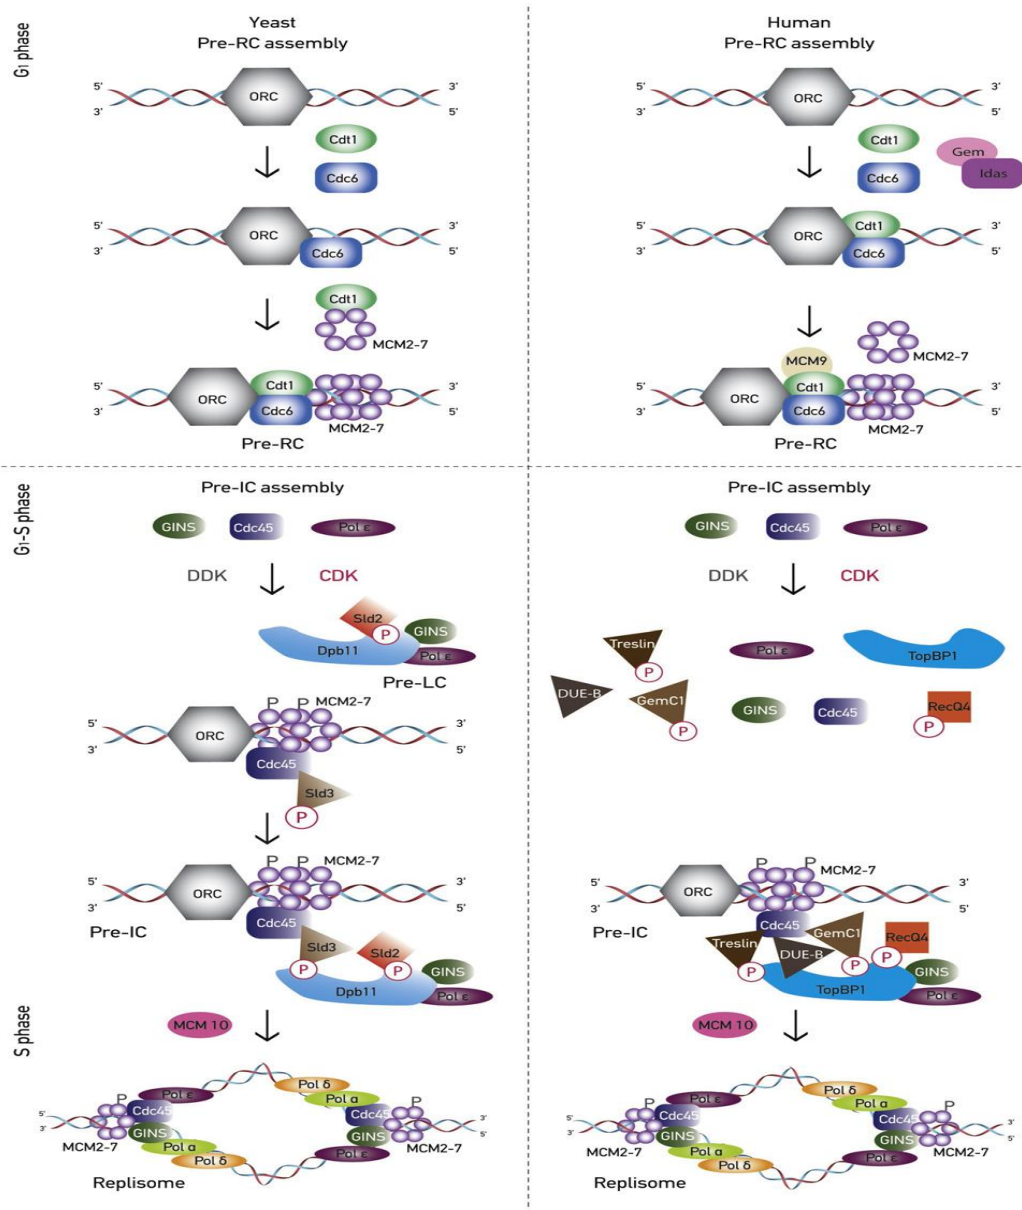 G1 phase
Yeast
Pre-RC assembly
5' 3'
ORC
3' 5'
Cdt1
Cdc6
5' 3'
ORC
Cdc6
3' 5'
Cdt1
MCM2-7
5' 3'
ORC
Cdt1
Cdc6
3' 5'
MCM2-7
Pre-RC
Human
Pre-RC assembly
5' 3'
ORC
3' 5'
Cdt1
Gem
Idas
Cdc6
5' 3'
ORC
Cdt1
Cdc6
3' 5'
MCM2-7
MCM9
5' 3'
ORC
Cdt1
Cdc6
3' 5'
MCM2-7
Pre-RC
G1-S phase
Pre-IC assembly
GINS Cdc45 Pol ε
DDK CDK
Sld2
P
GINS
Dpb11
Pol ε
Pre-LC
P P MCM2-7
5' 3'
ORC
3' 5'
Cdc45
Sld3
P
P P MCM2-7
5' 3'
ORC
3' 5'
Cdc45
Pre-IC
Sld3 Sld2
P P
GINS
Dpb11
Pol ε
Pre-IC assembly
GINS Cdc45 Pol ε
DDK CDK
Treslin
P
Pol ε
TopBP1
DUE-B
GemC1
P
GINS
Cdc45
RecQ4
P
P P
MCM2-7
5' 3'
ORC
3' 5'
Pre-IC
Cdc45
Treslin
GemC1
RecQ4
DUE-B
P P P
GINS
TopBP1
Pol ε
S phase
MCM 10
P
Pol ε
Pol δ
Pol α
5' 3'
Cdc45
Cdc45
P
3' 5'
MCM2-7
GINS
GINS
MCM2-7
Pol α
Pol δ
Pol ε
Replisome
MCM 10
P
Pol ε
Pol δ
Pol α
5' 3'
Cdc45
Cdc45
P
3' 5'
MCM2-7
GINS
GINS
MCM2-7
Pol α
Pol δ
Pol ε
Replisome